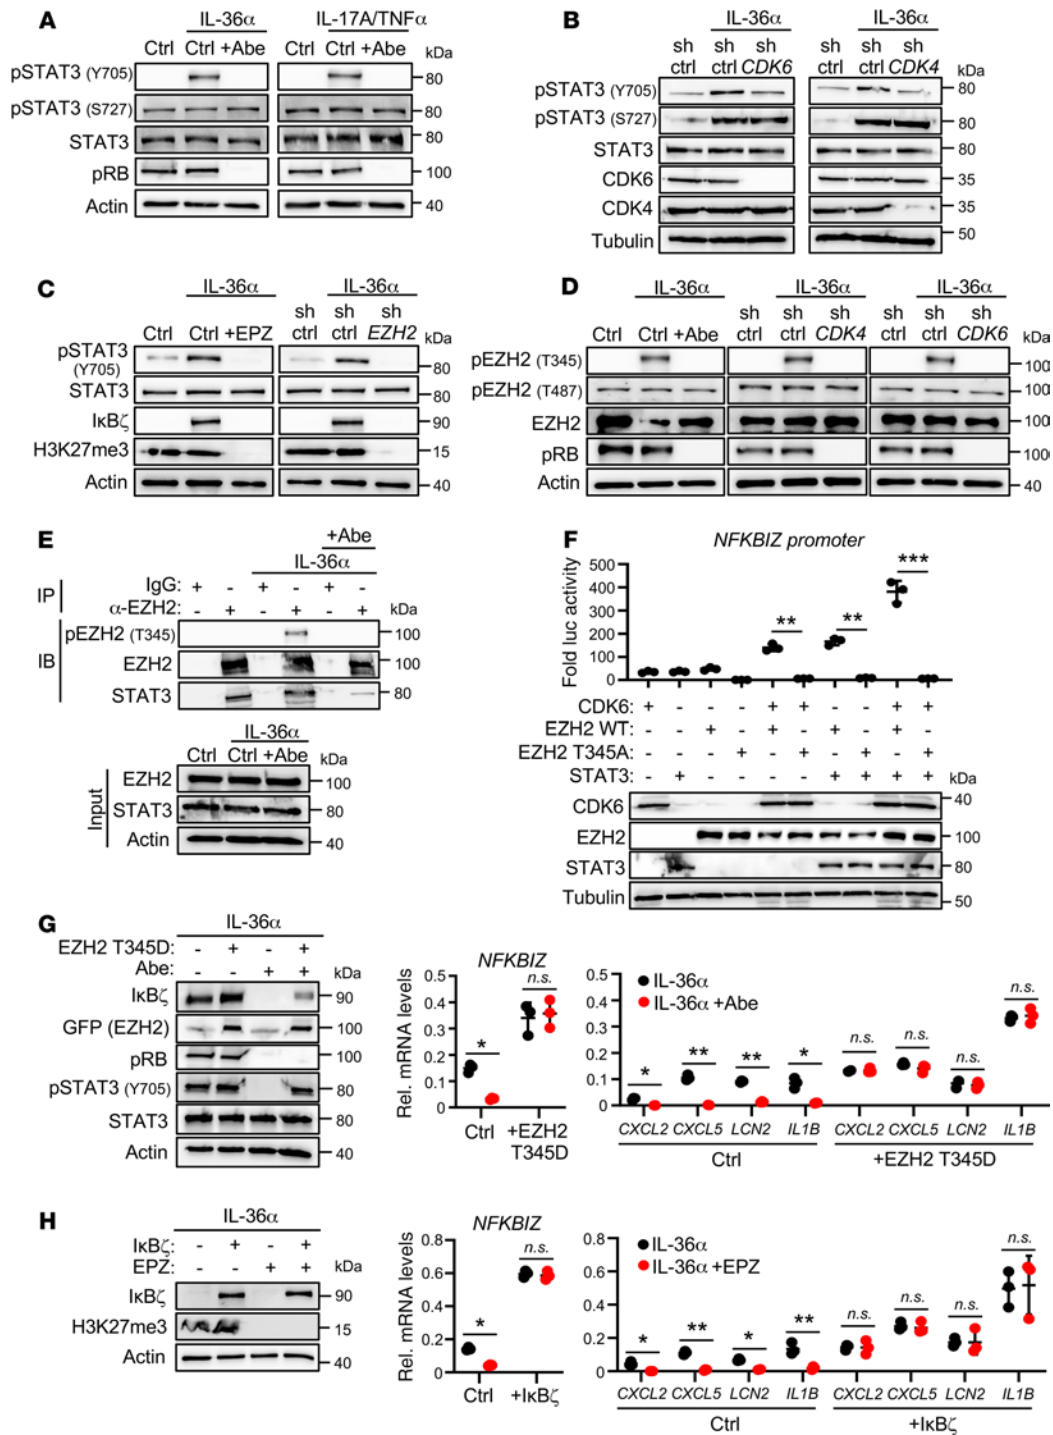 A
IL-36α IL-17A/TNFα
Ctrl Ctrl +Abe Ctrl Ctrl +Abe kDa
pSTAT3 (Y705) 80
pSTAT3 (S727) 80
STAT3 80
pRB 100
Actin 40
B
IL-36α IL-36α
sh sh sh sh sh sh
ctrl ctrl CDK6 ctrl ctrl CDK4 kDa
pSTAT3 (Y705) 80
pSTAT3 (S727) 80
STAT3 80
CDK6 35
CDK4 35
Tubulin 50
C
IL-36α IL-36α
sh sh sh
Ctrl Ctrl +EPZ ctrl ctrl EZH2 kDa
pSTAT3
(Y705) 80
STAT3 80
IκBζ 90
H3K27me3 15
Actin 40
D
IL-36α IL-36α IL-36α
sh sh sh sh sh sh
Ctrl Ctrl +Abe ctrl ctrl CDK4 ctrl ctrl CDK6 kDa
pEZH2 (T345) 100
pEZH2 (T487) 100
EZH2 100
pRB 100
Actin 40
E
+Abe
IL-36α
IP
IgG: + - + - + -
α-EZH2: - + - + - + kDa
IB
pEZH2 (T345) 100
EZH2 100
STAT3 80
IL-36α
Ctrl Ctrl +Abe kDa
Input
EZH2 100
STAT3 80
Actin 40
F
NFKBIZ promoter
Fold luc activity
500
400
300
200
100
0
** ** ***
CDK6: + - - - + + - - + +
EZH2 WT: - - + - + - + - + -
EZH2 T345A: - - - + - + - + - +
STAT3: - + - - - - + + + + kDa
CDK6 40
EZH2 100
STAT3 80
Tubulin 50
G
IL-36α
EZH2 T345D: - + - +
Abe: - - + + kDa
IκBζ 90
GFP (EZH2) 100
pRB 100
pSTAT3 (Y705) 80
STAT3 80
Actin 40
NFKBIZ
Rel. mRNA levels
0.5
0.4
0.3
0.2
0.1
0
* n.s.
Ctrl +EZH2
T345D
0.5
0.4
0.3
0.2
0.1
0
IL-36α
IL-36α +Abe
* ** ** * n.s. n.s. n.s. n.s.
CXCL2 CXCL5 LCN2 IL1B CXCL2 CXCL5 LCN2 IL1B
Ctrl +EZH2 T345D
H
IL-36α
IκBζ: - + - +
EPZ: - - + + kDa
IκBζ 90
H3K27me3 15
Actin 40
NFKBIZ
Rel. mRNA levels
0.8
0.6
0.4
0.2
0
* n.s.
Ctrl +IκBζ
0.8
0.6
0.4
0.2
0
IL-36α
IL-36α +EPZ
* ** * ** n.s. n.s. n.s. n.s.
CXCL2 CXCL5 LCN2 IL1B CXCL2 CXCL5 LCN2 IL1B
Ctrl +IκBζ